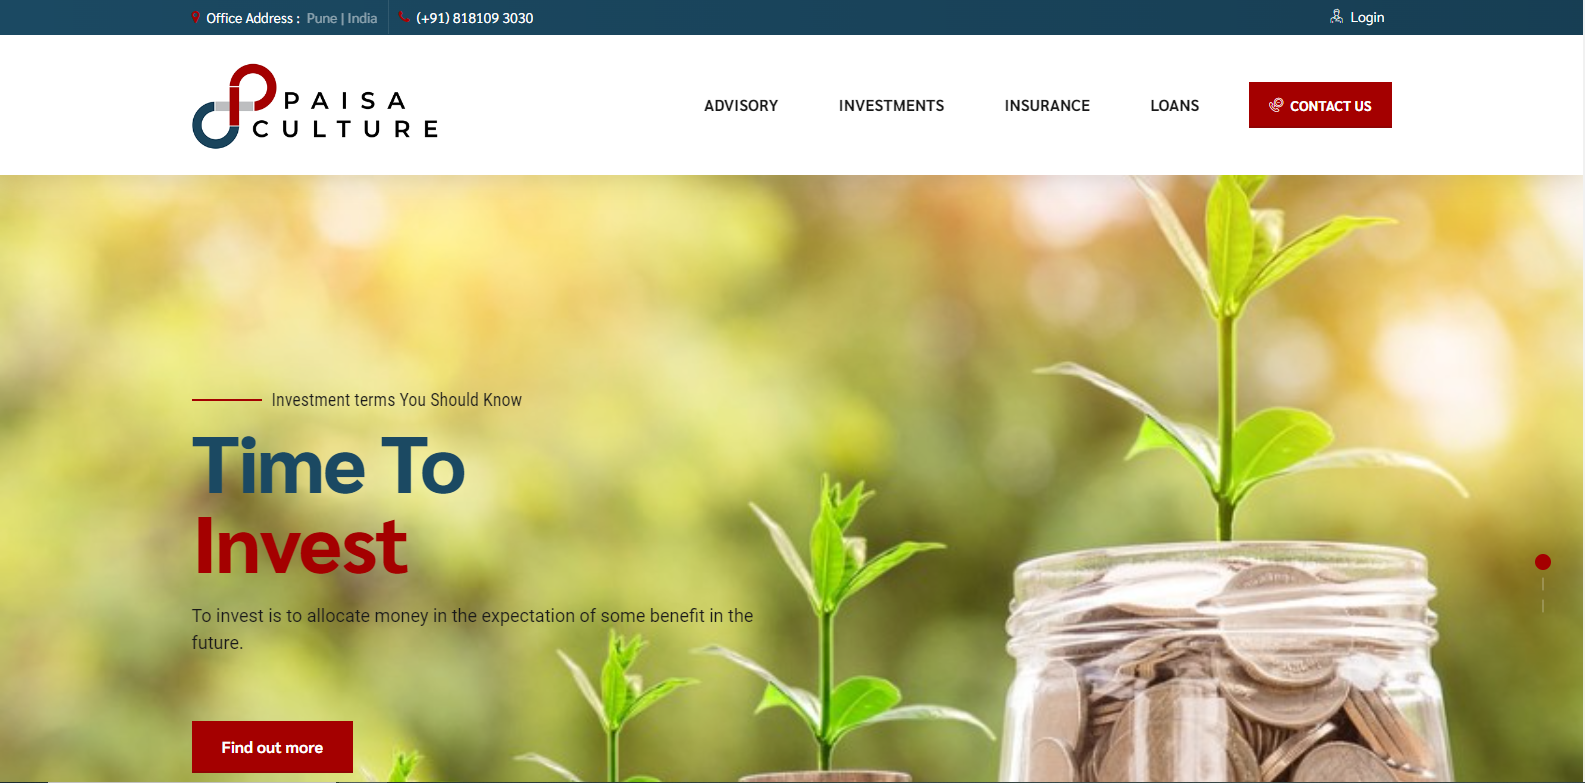 Office Address : Pune | India (+91) 818109 3030 Login
PAISA
CULTURE
ADVISORY INVESTMENTS INSURANCE LOANS CONTACT US
Investment terms You Should Know
Time To
Invest
To invest is to allocate money in the expectation of some benefit in the
future.
Find out more